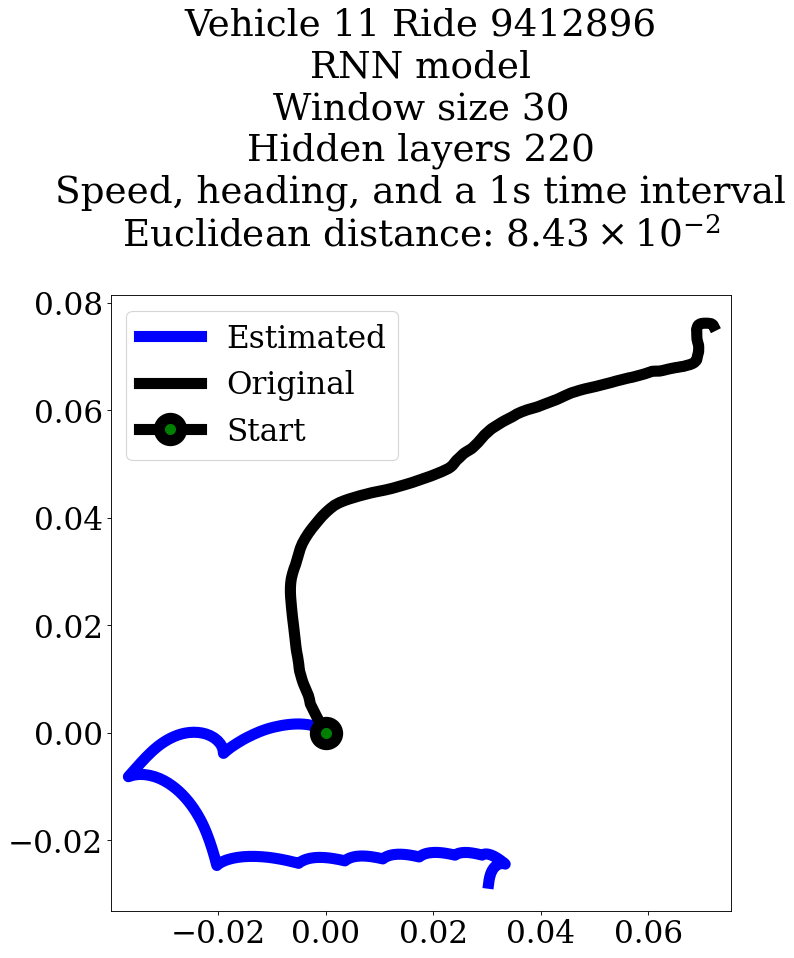 Vehicle 11 Ride 9412896
RNN model
Window size 30
Hidden layers 220
Speed, heading, and a 1s time interval
Euclidean distance: 8.43 × 10⁻²
0.08
0.06
0.04
0.02
0.00
−0.02
Estimated
Original
Start
−0.02 0.00 0.02 0.04 0.06